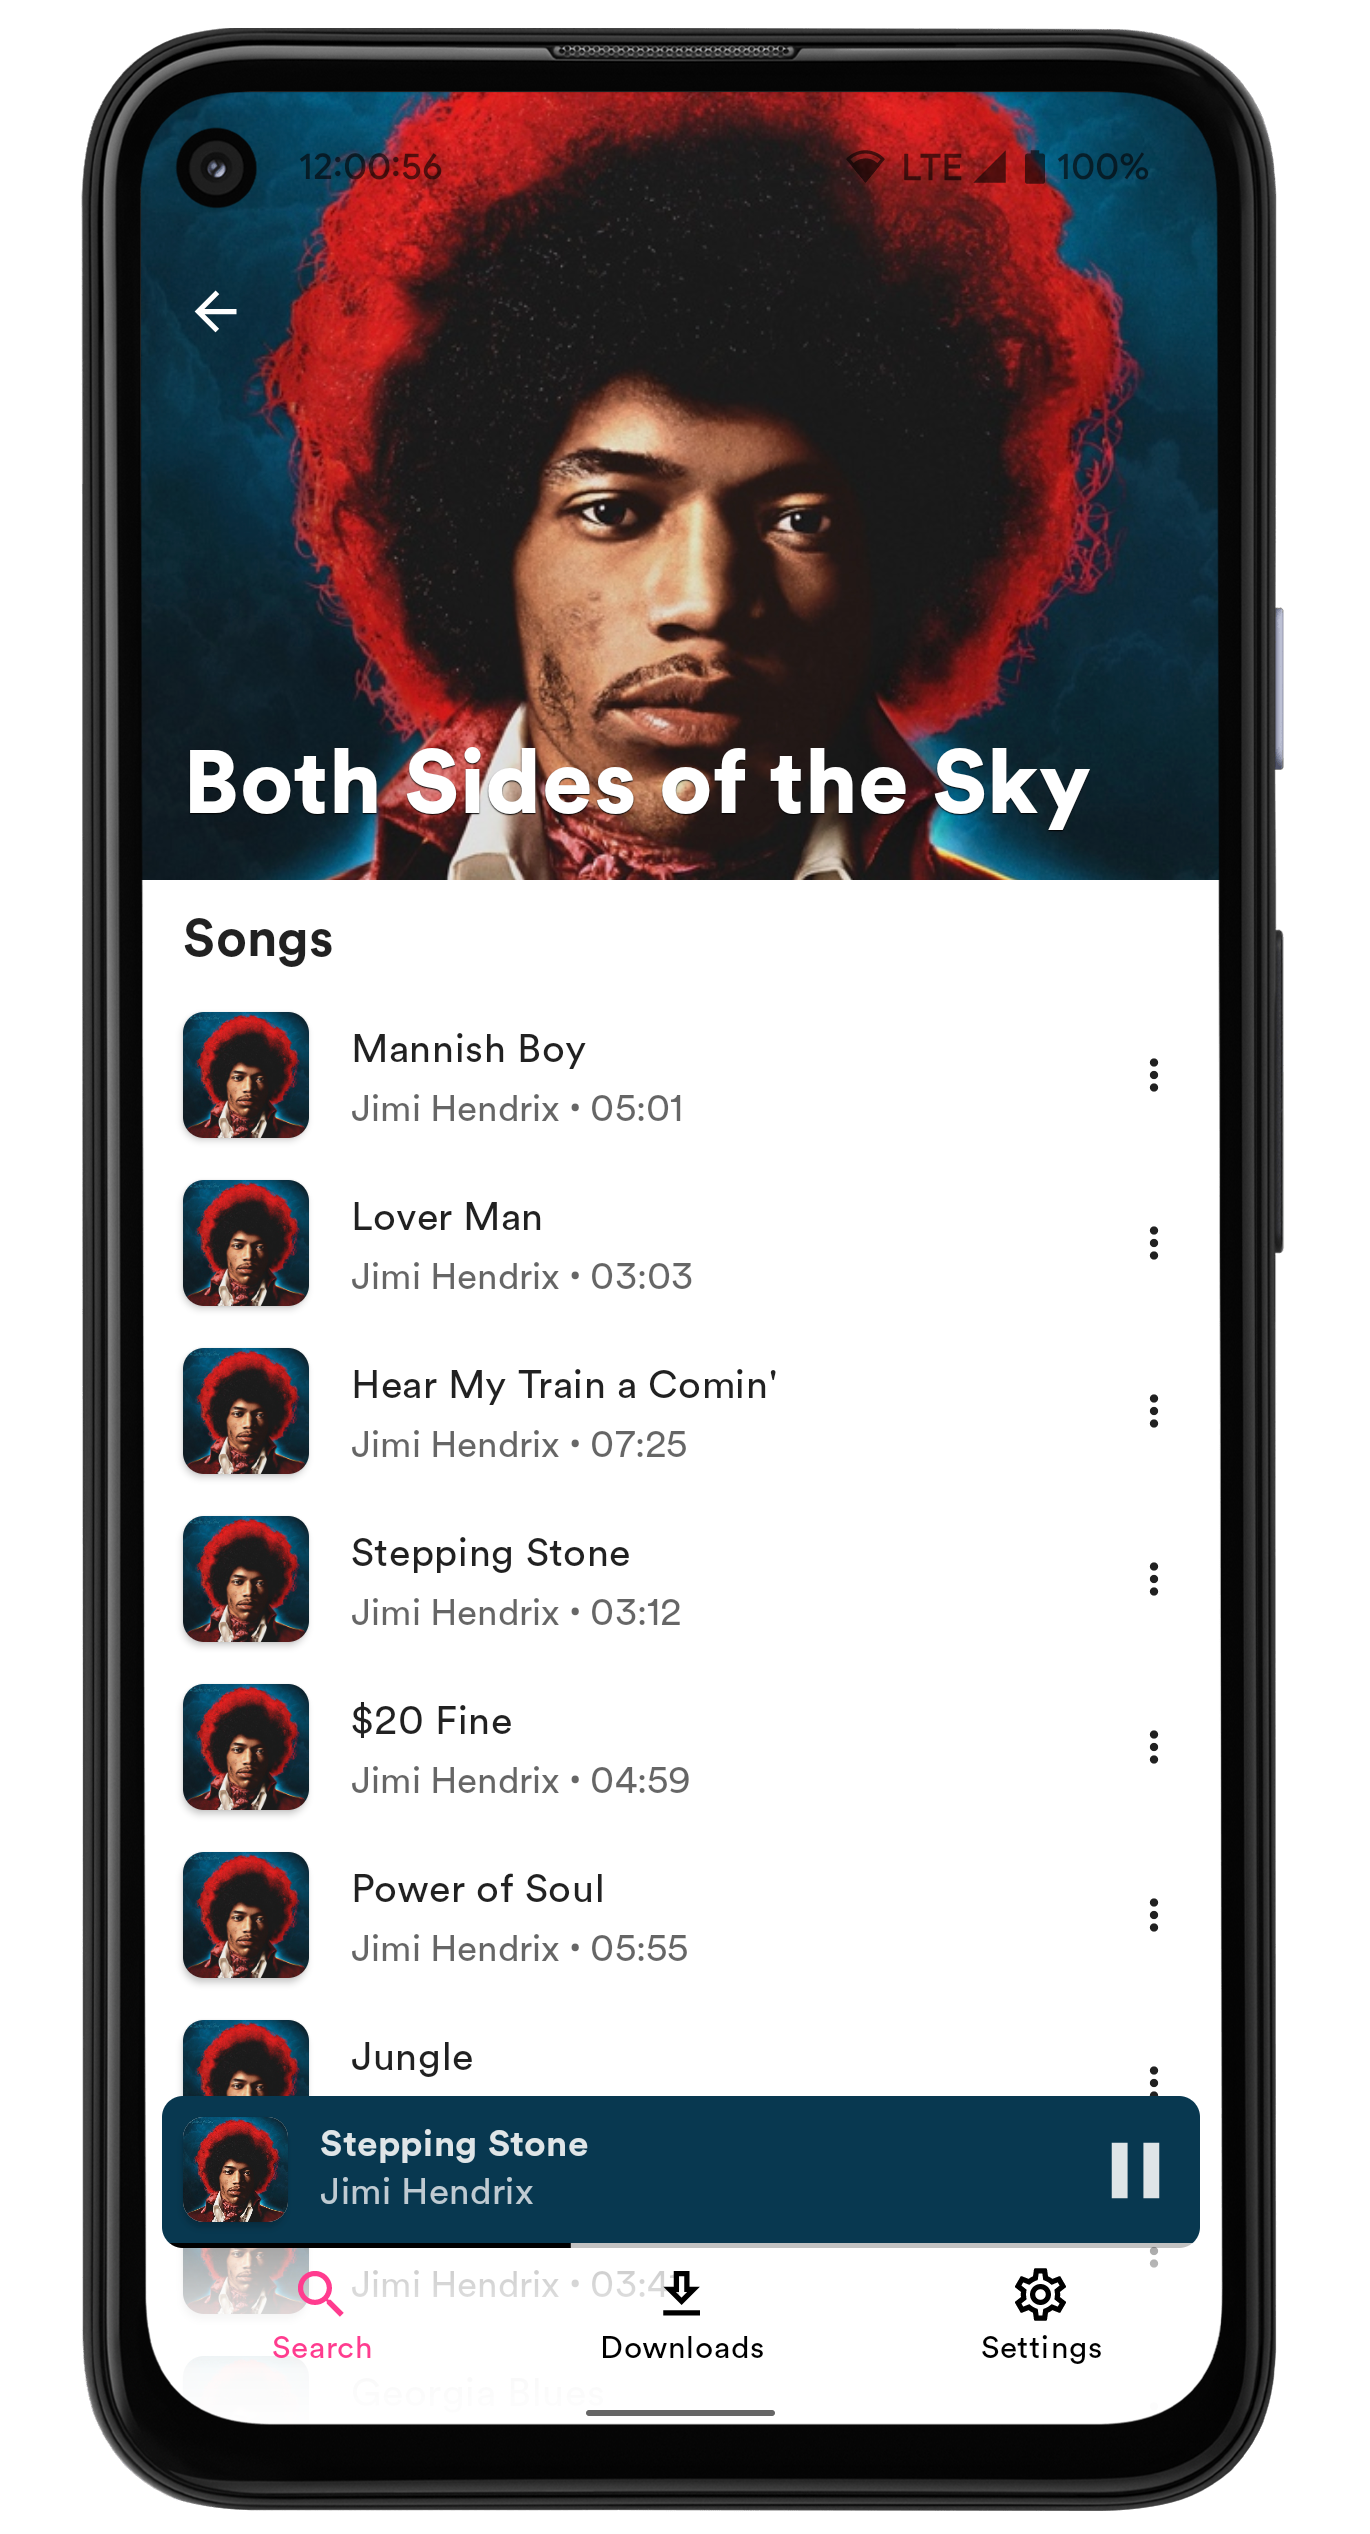 12:00:56 LTE 100%
Both Sides of the Sky
Songs
Mannish Boy
Jimi Hendrix • 05:01
Lover Man
Jimi Hendrix • 03:03
Hear My Train a Comin'
Jimi Hendrix • 07:25
Stepping Stone
Jimi Hendrix • 03:12
$20 Fine
Jimi Hendrix • 04:59
Power of Soul
Jimi Hendrix • 05:55
Jungle
Stepping Stone
Jimi Hendrix
Jimi Hendrix
Search Downloads Settings
Georgia Blues